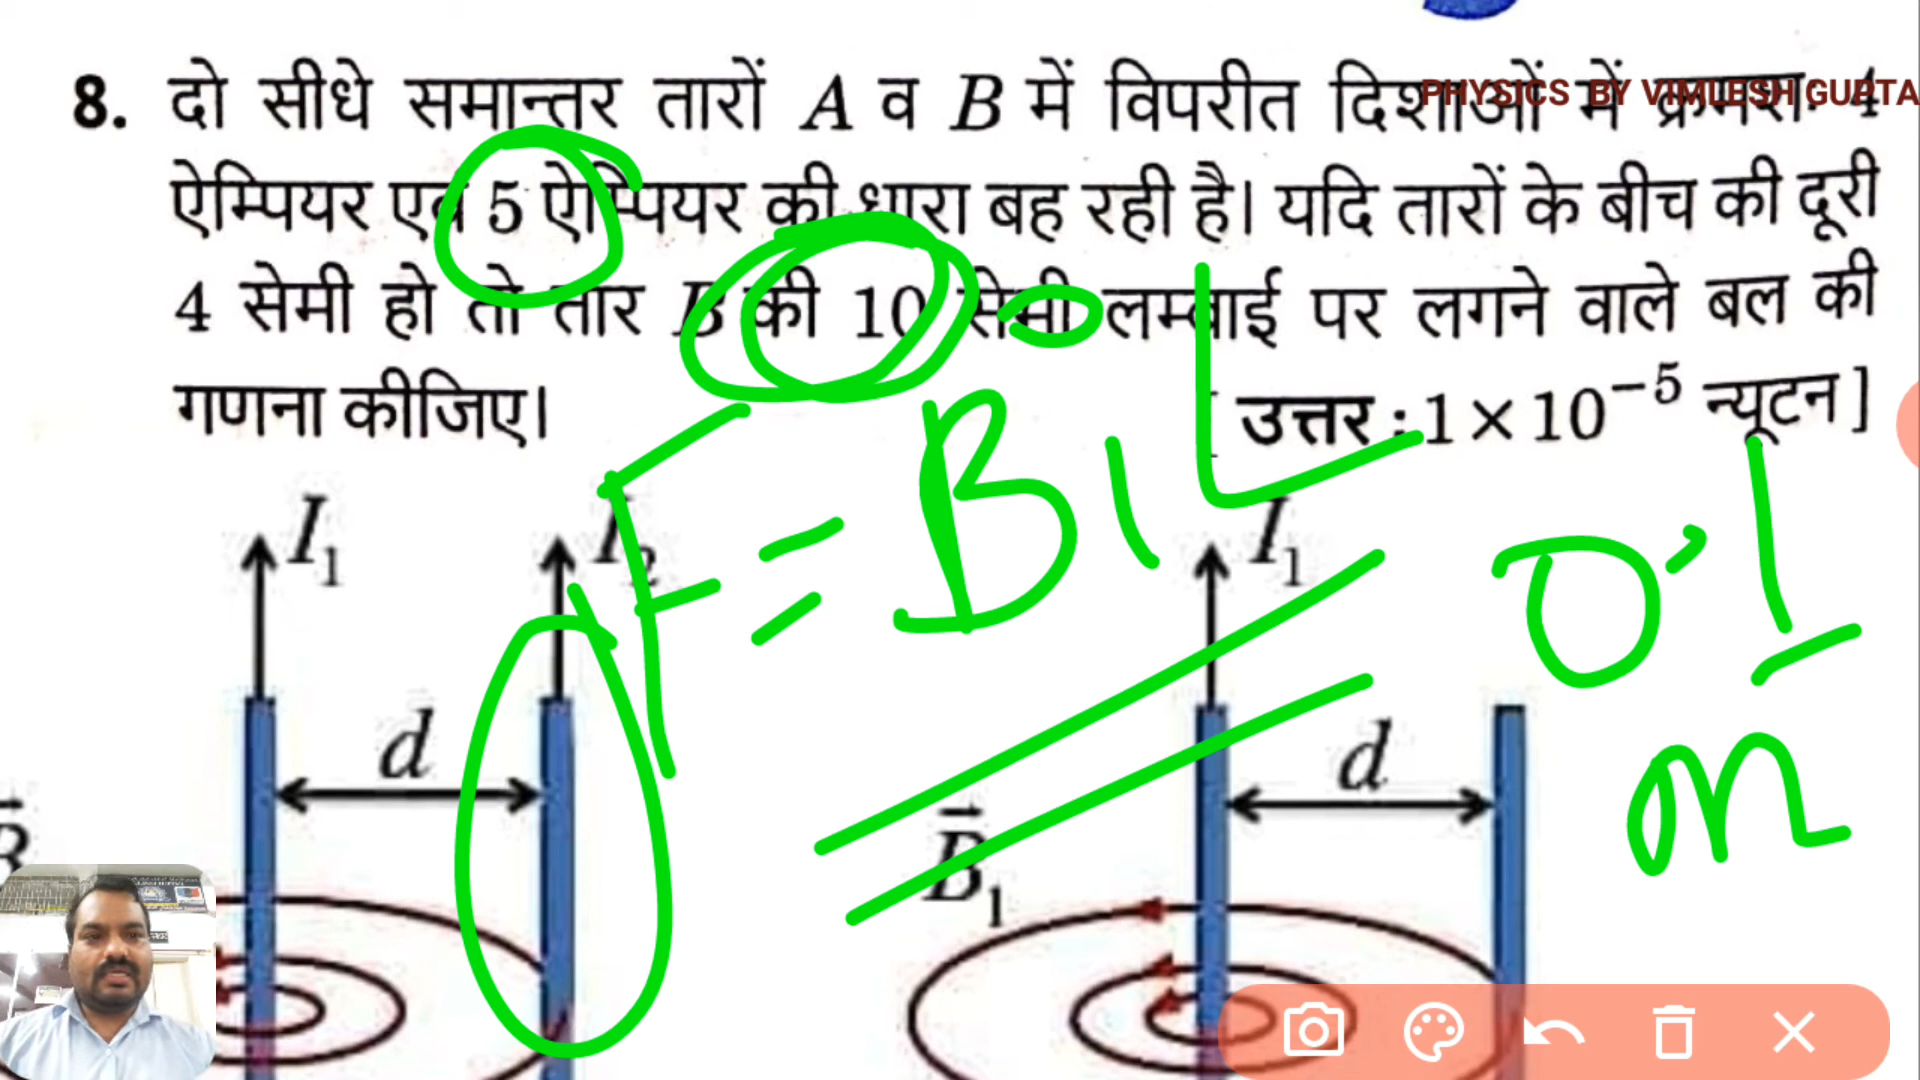 8. दो सीधे समान्तर तारों A व B में विपरीत दिशाओं में क्रमशः 4
PHYSICS BY VIMLESH GUPTA
ऐम्पियर एवं 5 ऐम्पियर की धारा बह रही है। यदि तारों के बीच की दूरी
4 सेमी हो तो तार B की 10 सेमी लम्बाई पर लगने वाले बल की
गणना कीजिए।
[ उत्तर : 1×10⁻⁵ न्यूटन ]
F = BiL
0.1
m
I₁ I₂ I₁
d d
B⃗₁